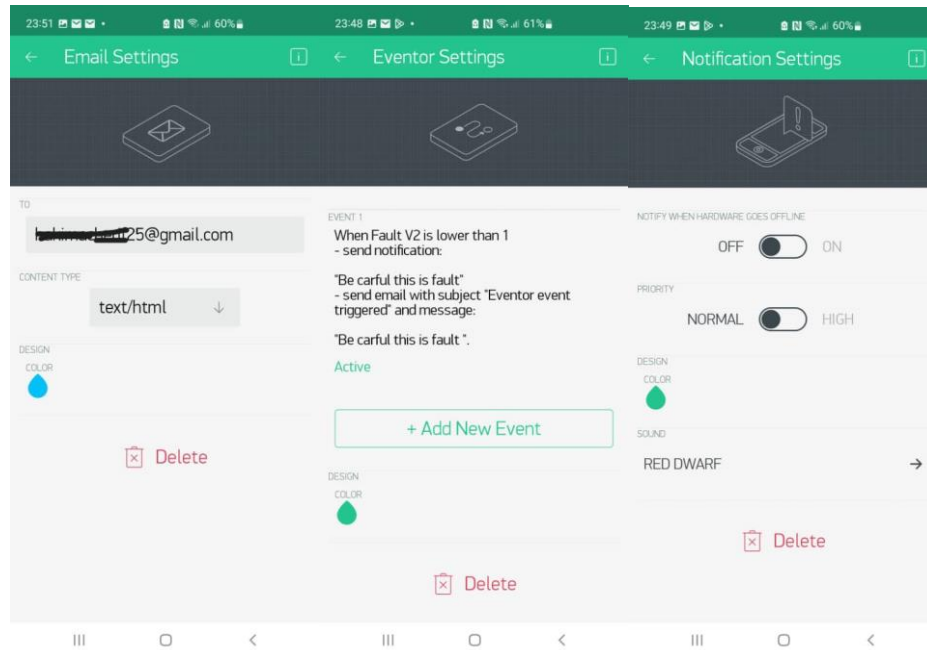 23:51
60%
Email Settings
TO
25@gmail.com
CONTENT TYPE
text/html
DESIGN
COLOR
Delete
23:48
61%
Eventor Settings
EVENT 1
When Fault V2 is lower than 1
- send notification:
"Be carful this is fault"
- send email with subject "Eventor event
triggered" and message:
"Be carful this is fault ".
Active
+ Add New Event
DESIGN
COLOR
Delete
23:49
60%
Notification Settings
NOTIFY WHEN HARDWARE GOES OFFLINE
OFF ON
PRIORITY
NORMAL HIGH
DESIGN
COLOR
SOUND
RED DWARF
Delete